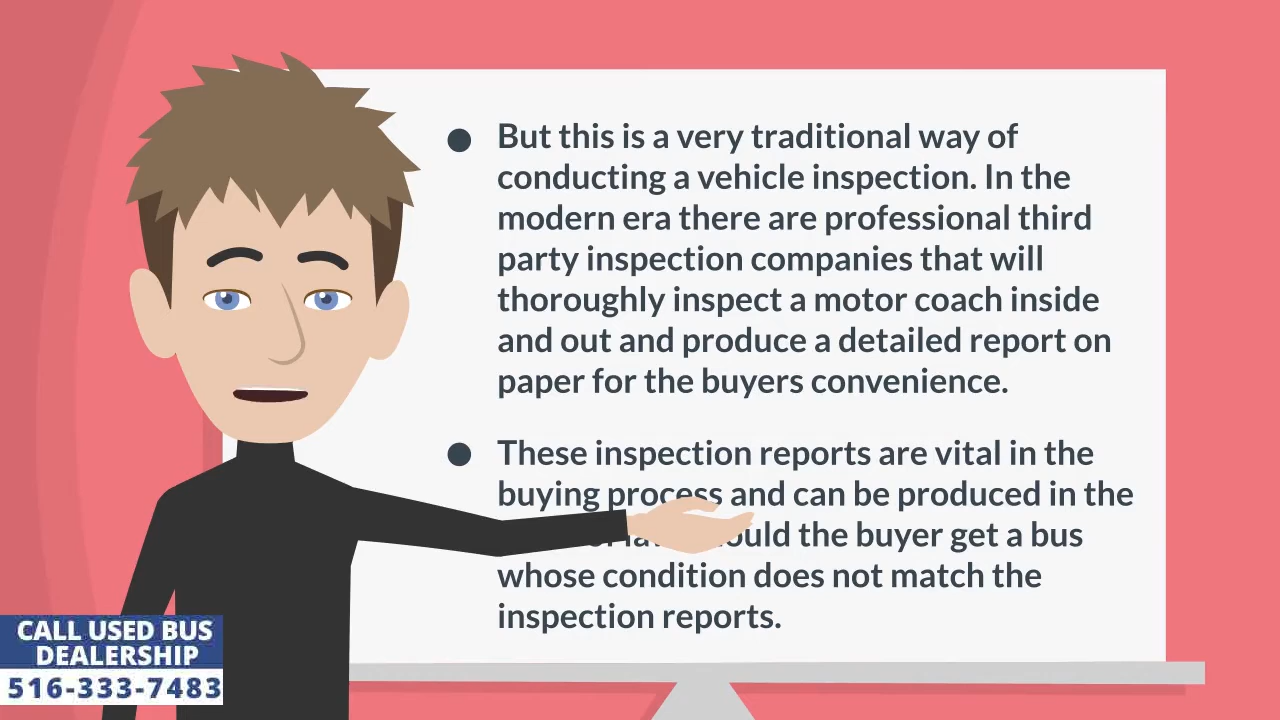 But this is a very traditional way of
conducting a vehicle inspection. In the
modern era there are professional third
party inspection companies that will
thoroughly inspect a motor coach inside
and out and produce a detailed report on
paper for the buyers convenience.
These inspection reports are vital in the
buying process and can be produced in the
the buyer get a bus
whose condition does not match the
inspection reports.
CALL USED BUS
DEALERSHIP
516-333-7483